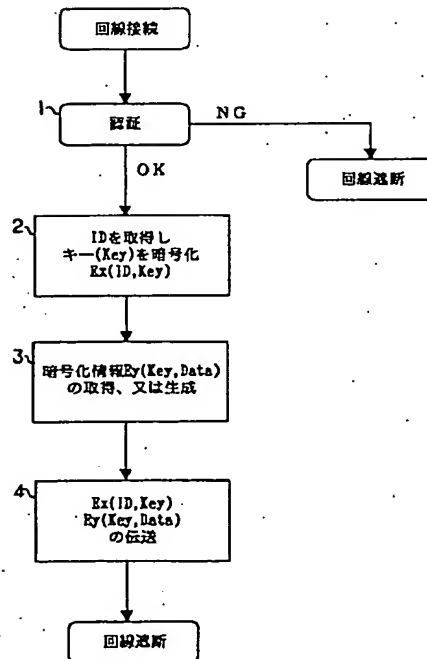 回線接続
1
認証
NG
OK
回線遮断
2
IDを取得し
キー(Key)を暗号化
Ex(ID,Key)
3
暗号化情報Ey(Key,Data)
の取得、又は生成
4
Ex(ID,Key)
Ey(Key,Data)
の伝送
回線遮断